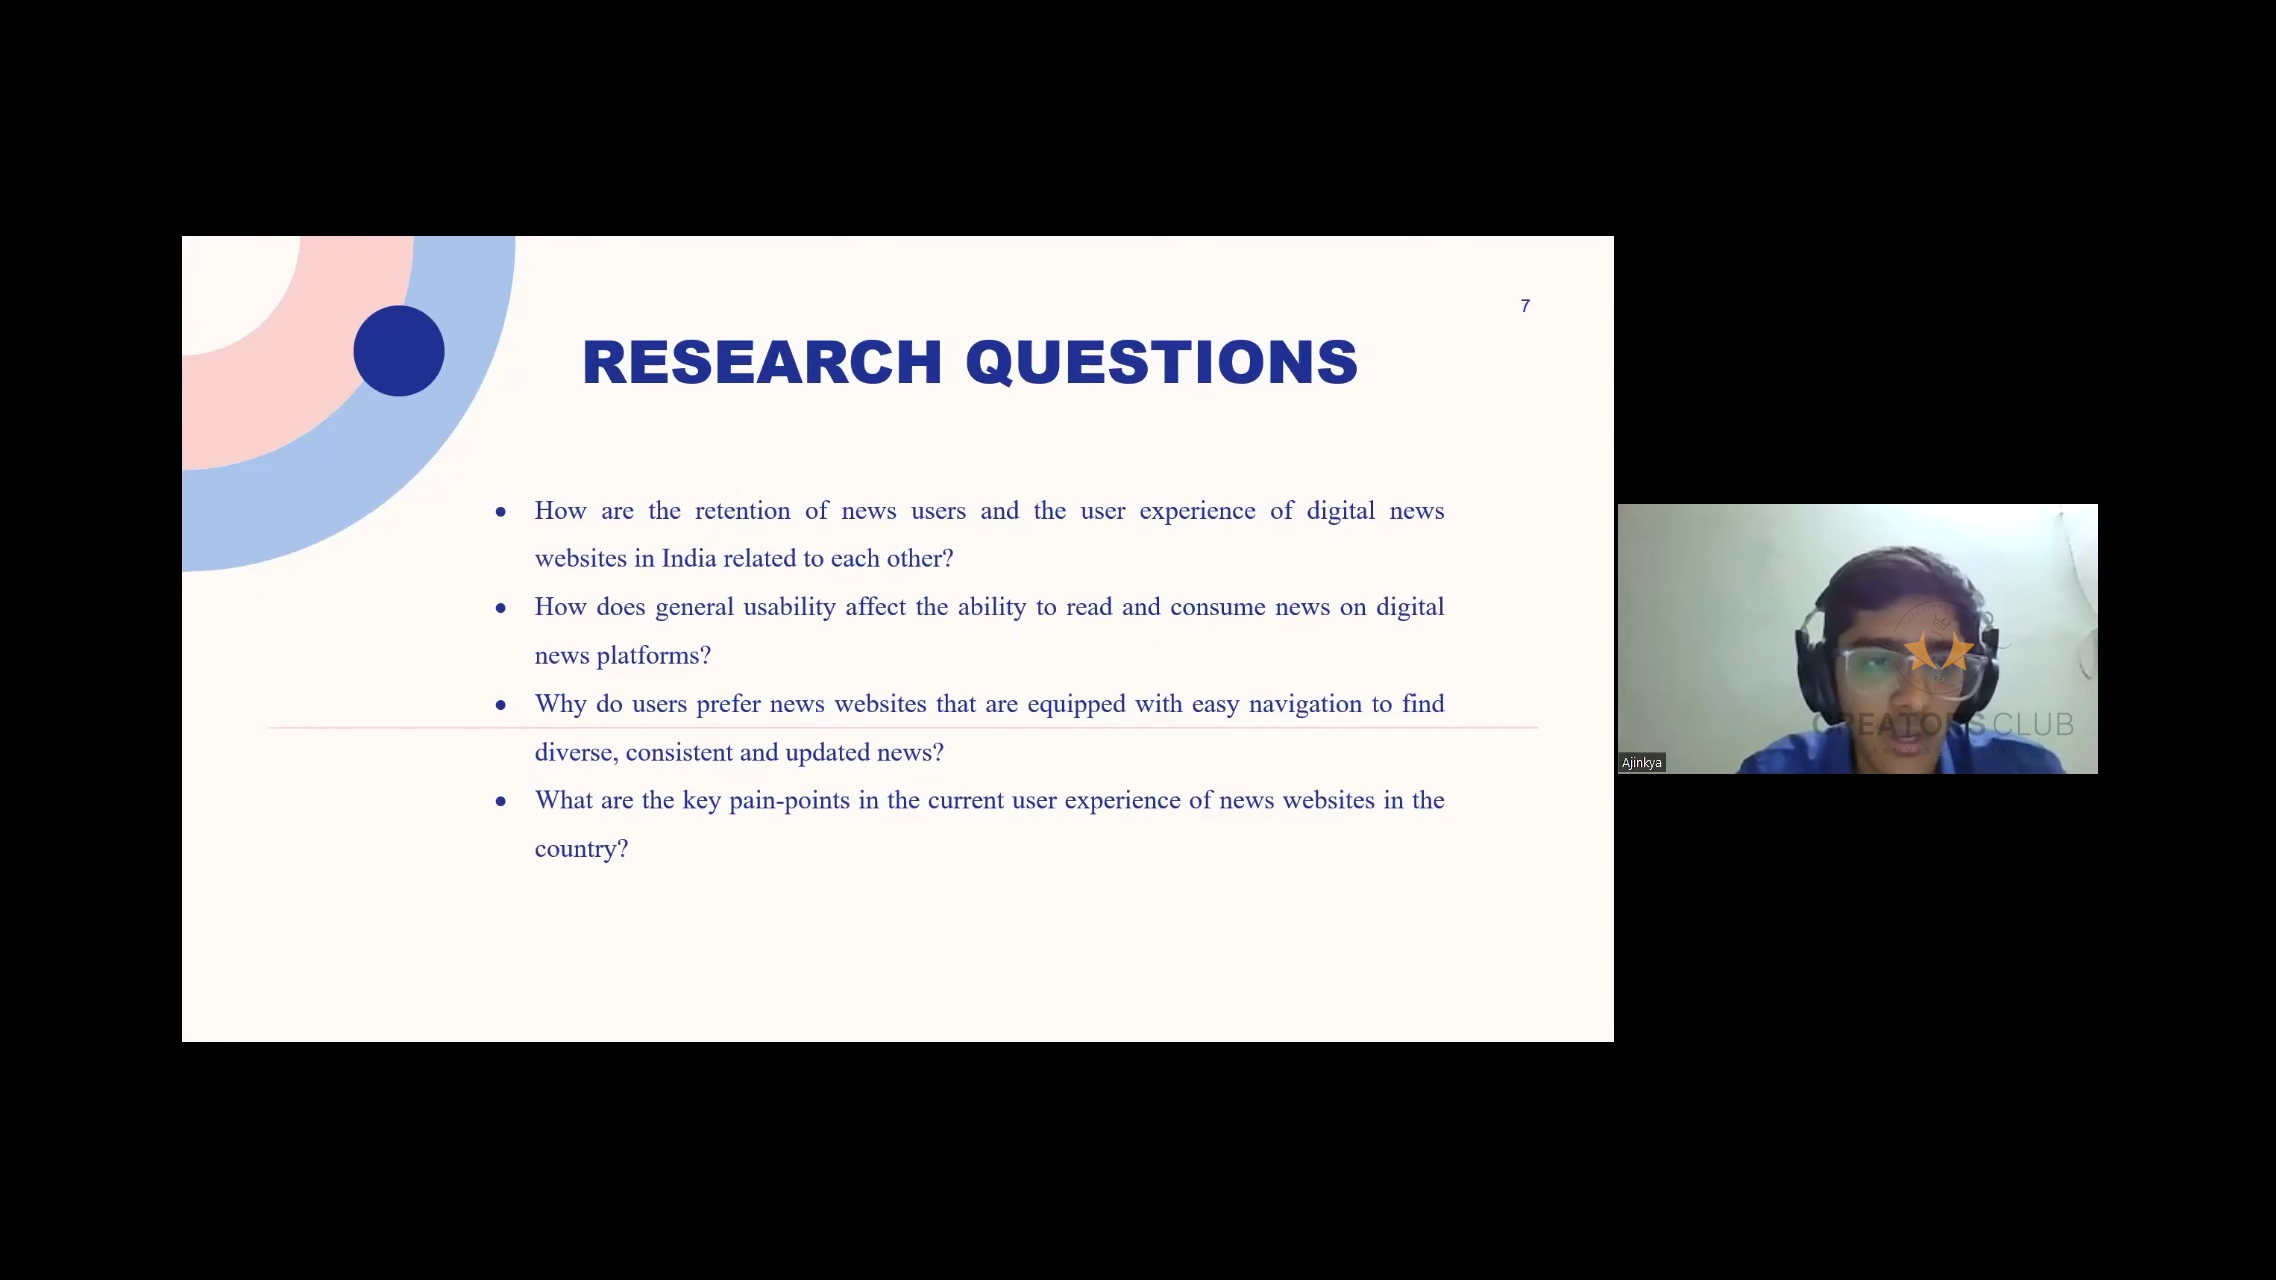 7
RESEARCH QUESTIONS
● How are the retention of news users and the user experience of digital news
websites in India related to each other?
● How does general usability affect the ability to read and consume news on digital
news platforms?
● Why do users prefer news websites that are equipped with easy navigation to find
diverse, consistent and updated news?
● What are the key pain-points in the current user experience of news websites in the
country?
CREATORS CLUB
Ajinkya